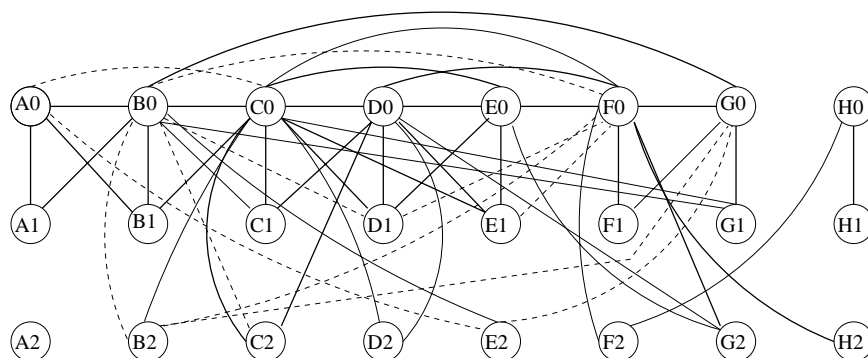 A0 B0 C0 D0 E0 F0 G0 H0
A1 B1 C1 D1 E1 F1 G1 H1
A2 B2 C2 D2 E2 F2 G2 H2